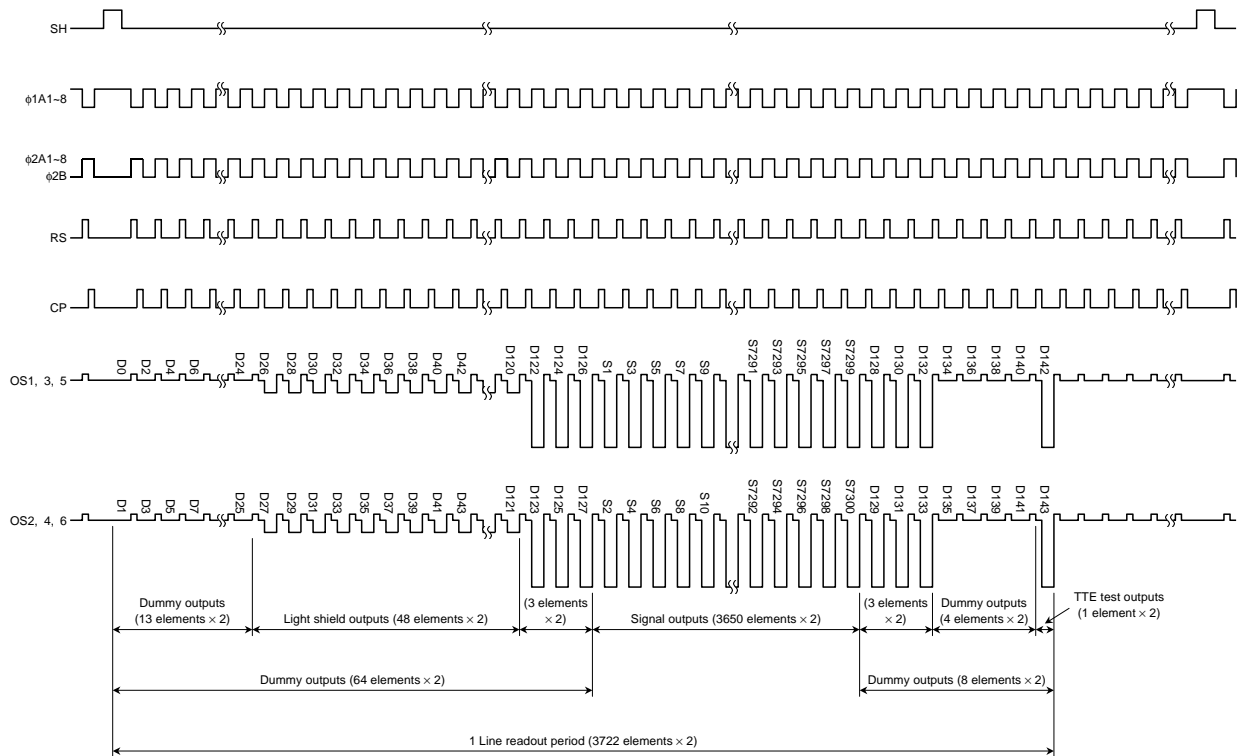 SH
ϕ1A1~8
ϕ2A1~8
ϕ2B
RS
CP
OS1, 3, 5
D0
D2
D4
D6
D24
D26
D28
D30
D32
D34
D36
D38
D40
D42
D120
D122
D124
D126
S1
S3
S5
S7
S9
S7291
S7293
S7295
S7297
S7299
D128
D130
D132
D134
D136
D138
D140
D142
OS2, 4, 6
D1
D3
D5
D7
D25
D27
D29
D31
D33
D35
D37
D39
D41
D43
D121
D123
D125
D127
S2
S4
S6
S8
S10
S7292
S7294
S7296
S7298
S7300
D129
D131
D133
D135
D137
D139
D141
D143
Dummy outputs
(13 elements × 2)
Light shield outputs (48 elements × 2)
(3 elements
× 2)
Signal outputs (3650 elements × 2)
(3 elements
× 2)
Dummy outputs
(4 elements × 2)
TTE test outputs
(1 element × 2)
Dummy outputs (64 elements × 2)
Dummy outputs (8 elements × 2)
1 Line readout period (3722 elements × 2)